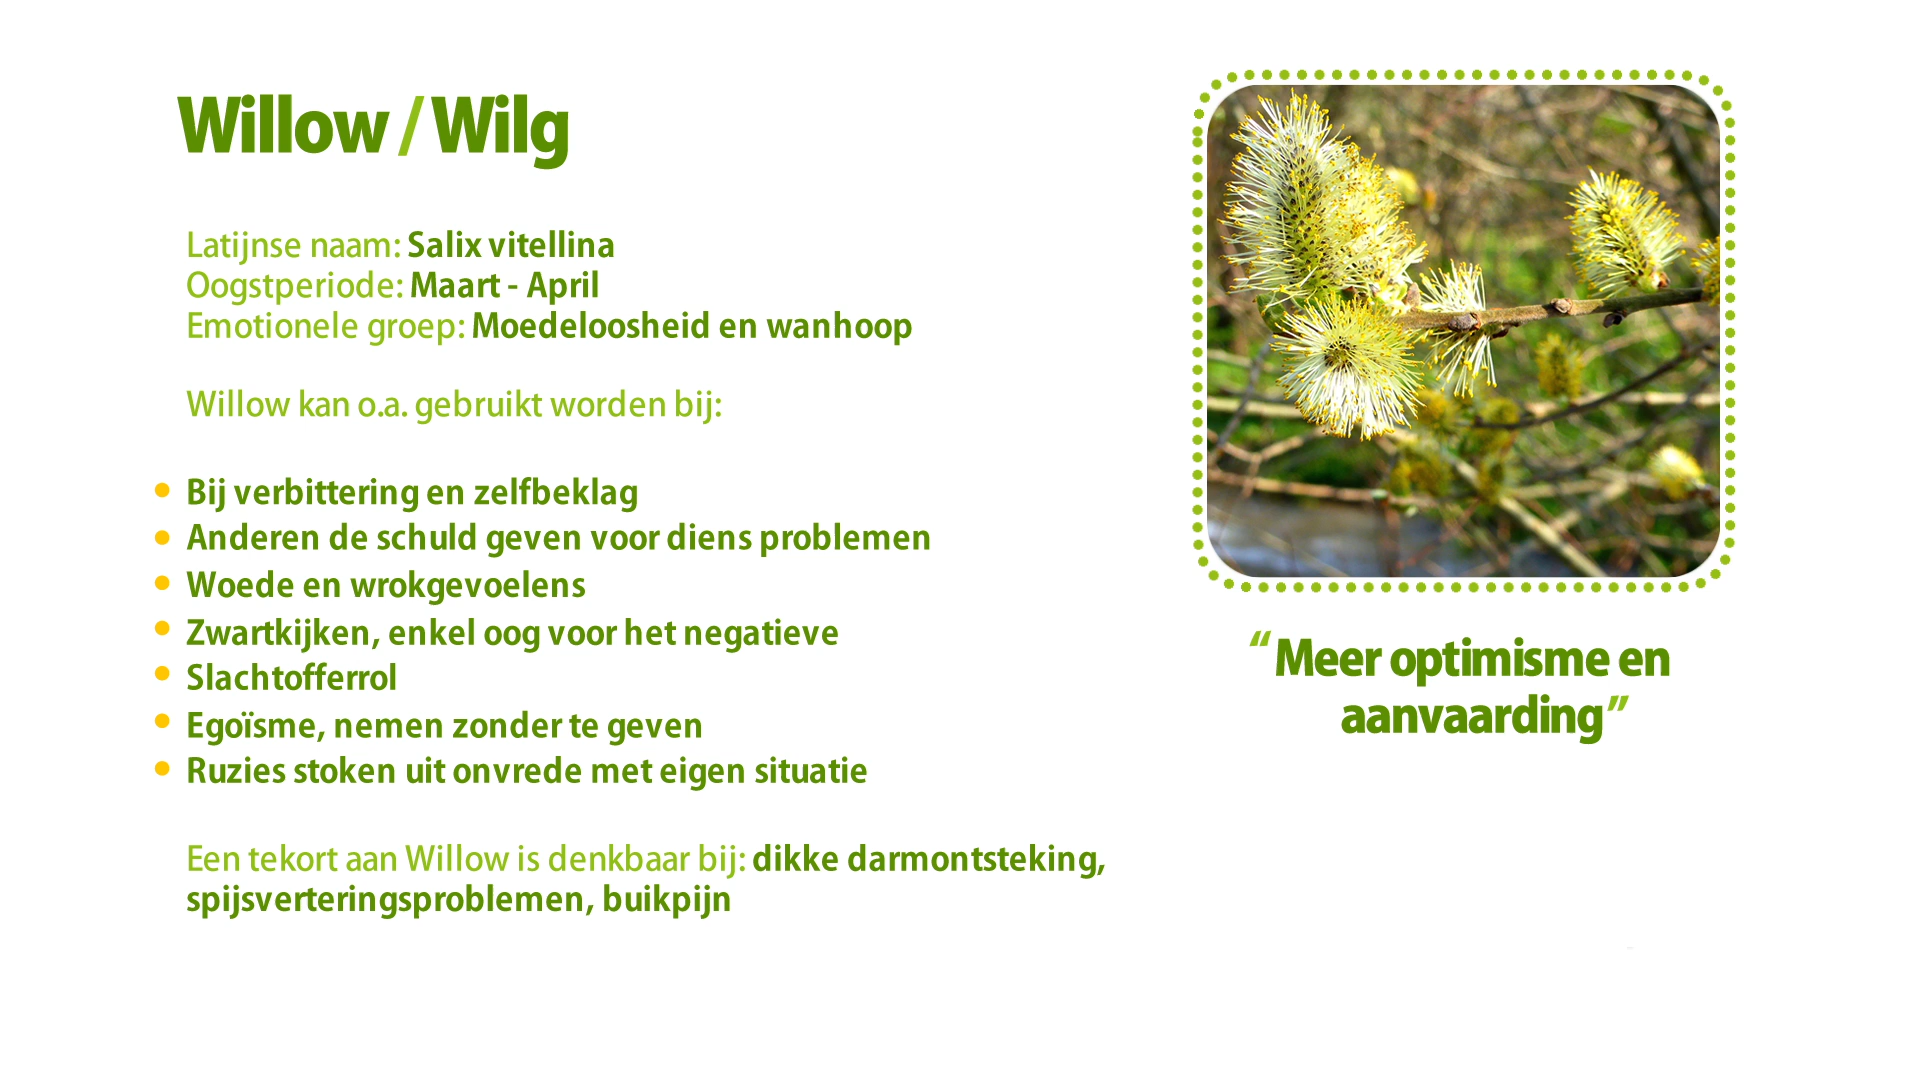 Willow / Wilg
Latijnse naam: Salix vitellina
Oogstperiode: Maart - April
Emotionele groep: Moedeloosheid en wanhoop
Willow kan o.a. gebruikt worden bij:
• Bij verbittering en zelfbeklag
• Anderen de schuld geven voor diens problemen
• Woede en wrokgevoelens
• Zwartkijken, enkel oog voor het negatieve
• Slachtofferrol
• Egoïsme, nemen zonder te geven
• Ruzies stoken uit onvrede met eigen situatie
Een tekort aan Willow is denkbaar bij: dikke darmontsteking,
spijsverteringsproblemen, buikpijn
“Meer optimisme en
aanvaarding”